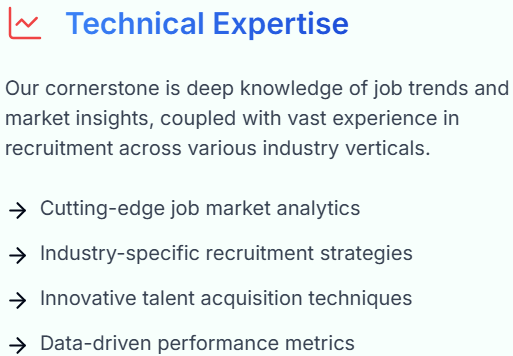 Technical Expertise
Our cornerstone is deep knowledge of job trends and
market insights, coupled with vast experience in
recruitment across various industry verticals.
Cutting-edge job market analytics
Industry-specific recruitment strategies
Innovative talent acquisition techniques
Data-driven performance metrics